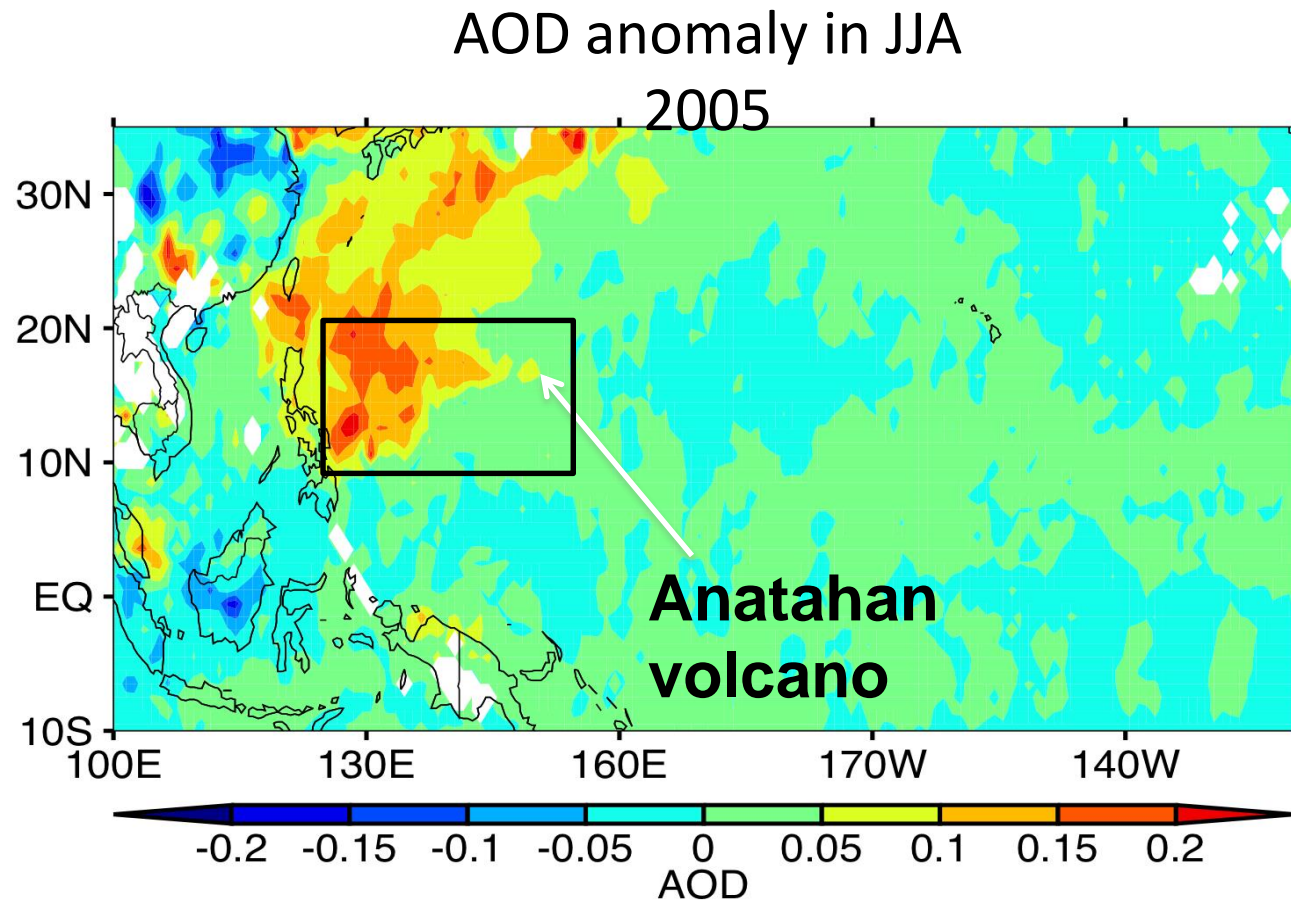 AOD anomaly in JJA
2005
30N
20N
10N
EQ
10S
Anatahan
volcano
100E 130E 160E 170W 140W
-0.2 -0.15 -0.1 -0.05 0 0.05 0.1 0.15 0.2
AOD